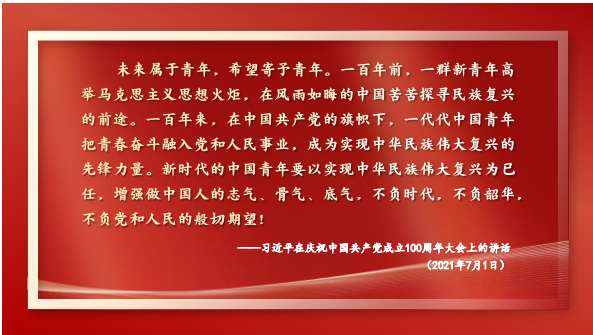 未来属于青年，希望寄予青年。一百年前，一群新青年高
举马克思主义思想火炬，在风雨如晦的中国苦苦探寻民族复兴
的前途。一百年来，在中国共产党的旗帜下，一代代中国青年
把青春奋斗融入党和人民事业，成为实现中华民族伟大复兴的
先锋力量。新时代的中国青年要以实现中华民族伟大复兴为己
任，增强做中国人的志气、骨气、底气，不负时代，不负韶华，
不负党和人民的殷切期望！
——习近平在庆祝中国共产党成立100周年大会上的讲话
（2021年7月1日）